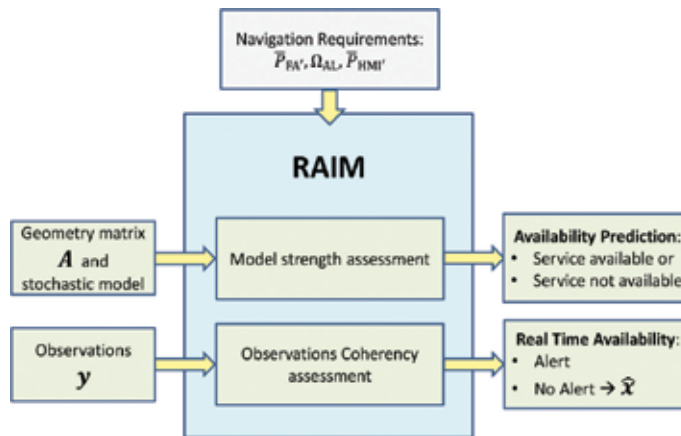 Navigation Requirements:
P̅FA′, ΩAL, P̅HMI′
RAIM
Geometry matrix
A and
stochastic model
Model strength assessment
Availability Prediction:
• Service available or
• Service not available
Observations
y
Observations Coherency
assessment
Real Time Availability:
• Alert
• No Alert → x̂